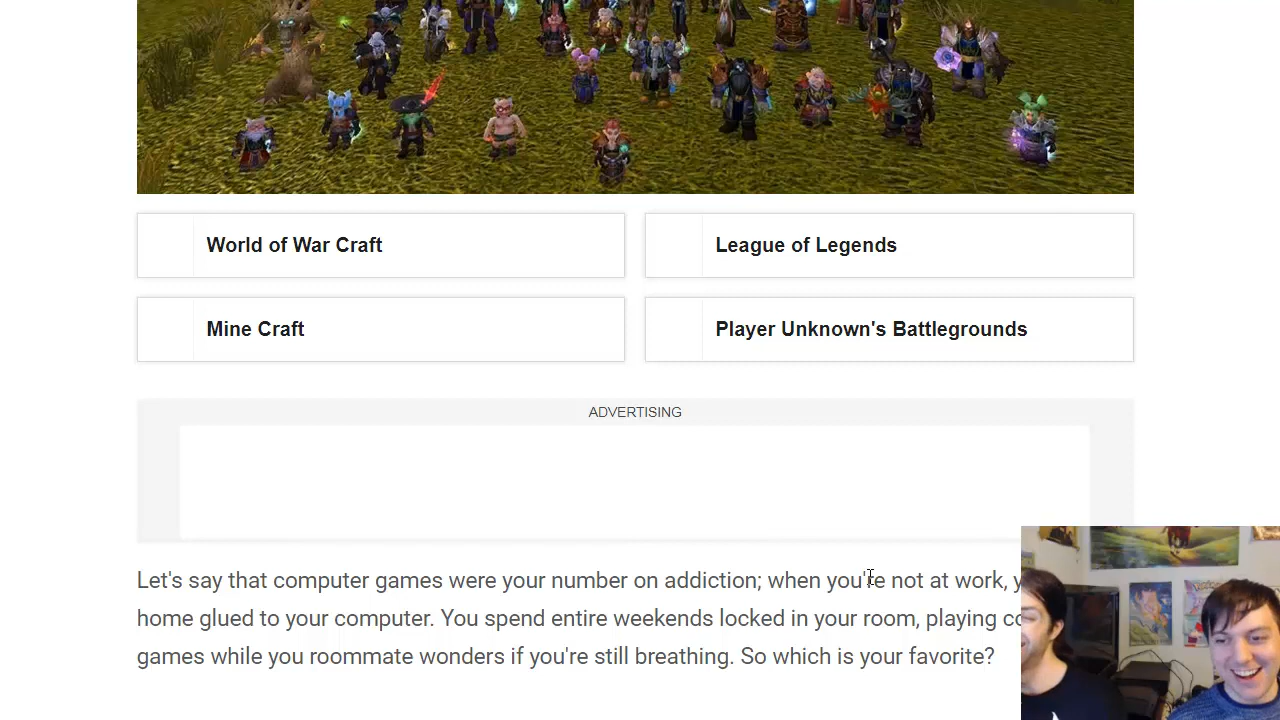 World of War Craft
League of Legends
Mine Craft
Player Unknown's Battlegrounds
ADVERTISING
Let's say that computer games were your number on addiction; when you're not at work,
home glued to your computer. You spend entire weekends locked in your room, playing
games while you roommate wonders if you're still breathing. So which is your favorite?